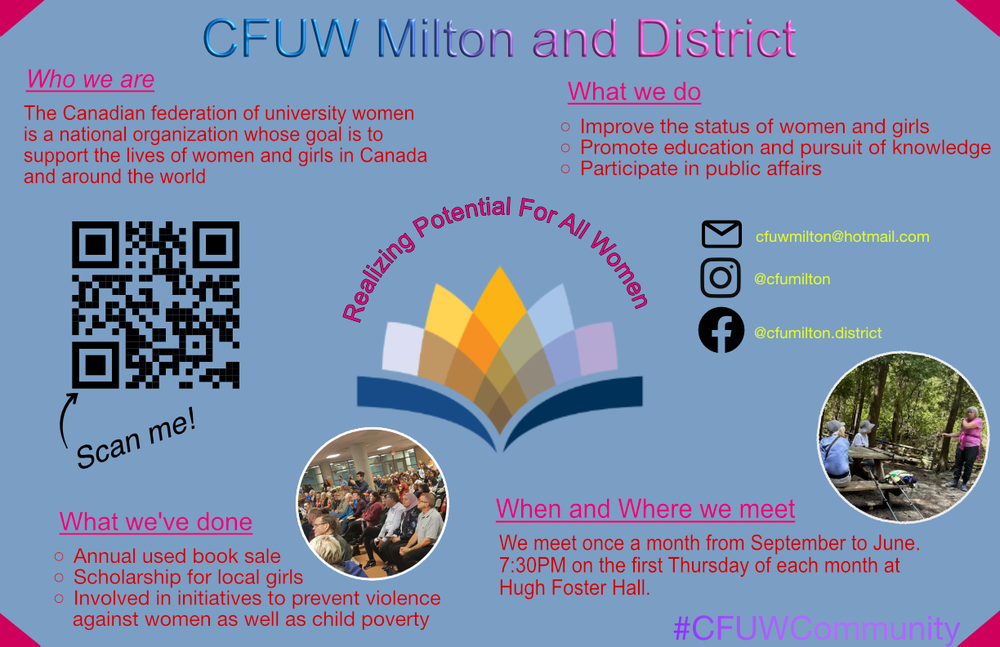 CFUW Milton and District
Who we are
The Canadian federation of university women
is a national organization whose goal is to
support the lives of women and girls in Canada
and around the world
What we do
○ Improve the status of women and girls
○ Promote education and pursuit of knowledge
○ Participate in public affairs
Realizing Potential For All Women
cfuwmilton@hotmail.com
@cfumilton
@cfumilton.district
Scan me!
What we've done
○ Annual used book sale
○ Scholarship for local girls
○ Involved in initiatives to prevent violence
against women as well as child poverty
When and Where we meet
We meet once a month from September to June.
7:30PM on the first Thursday of each month at
Hugh Foster Hall.
#CFUWCommunity